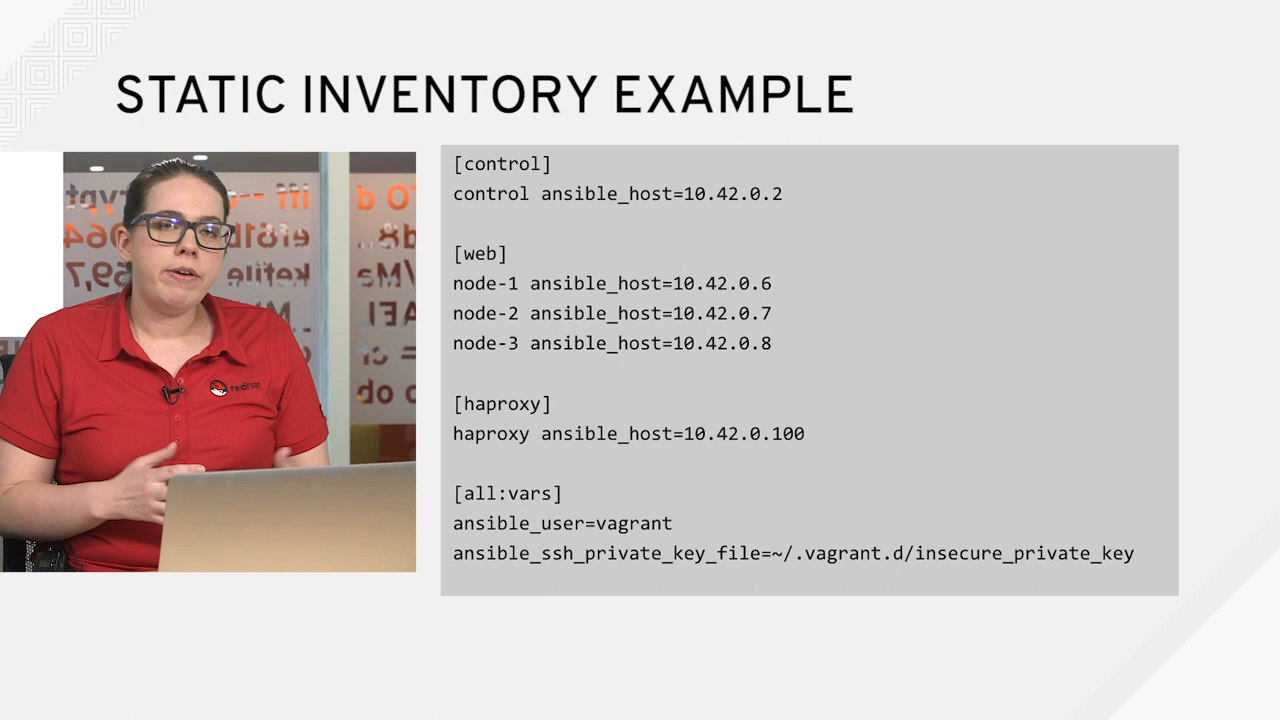 STATIC INVENTORY EXAMPLE
[control]
control ansible_host=10.42.0.2
[web]
node-1 ansible_host=10.42.0.6
node-2 ansible_host=10.42.0.7
node-3 ansible_host=10.42.0.8
[haproxy]
haproxy ansible_host=10.42.0.100
[all:vars]
ansible_user=vagrant
ansible_ssh_private_key_file=~/.vagrant.d/insecure_private_key
redhat